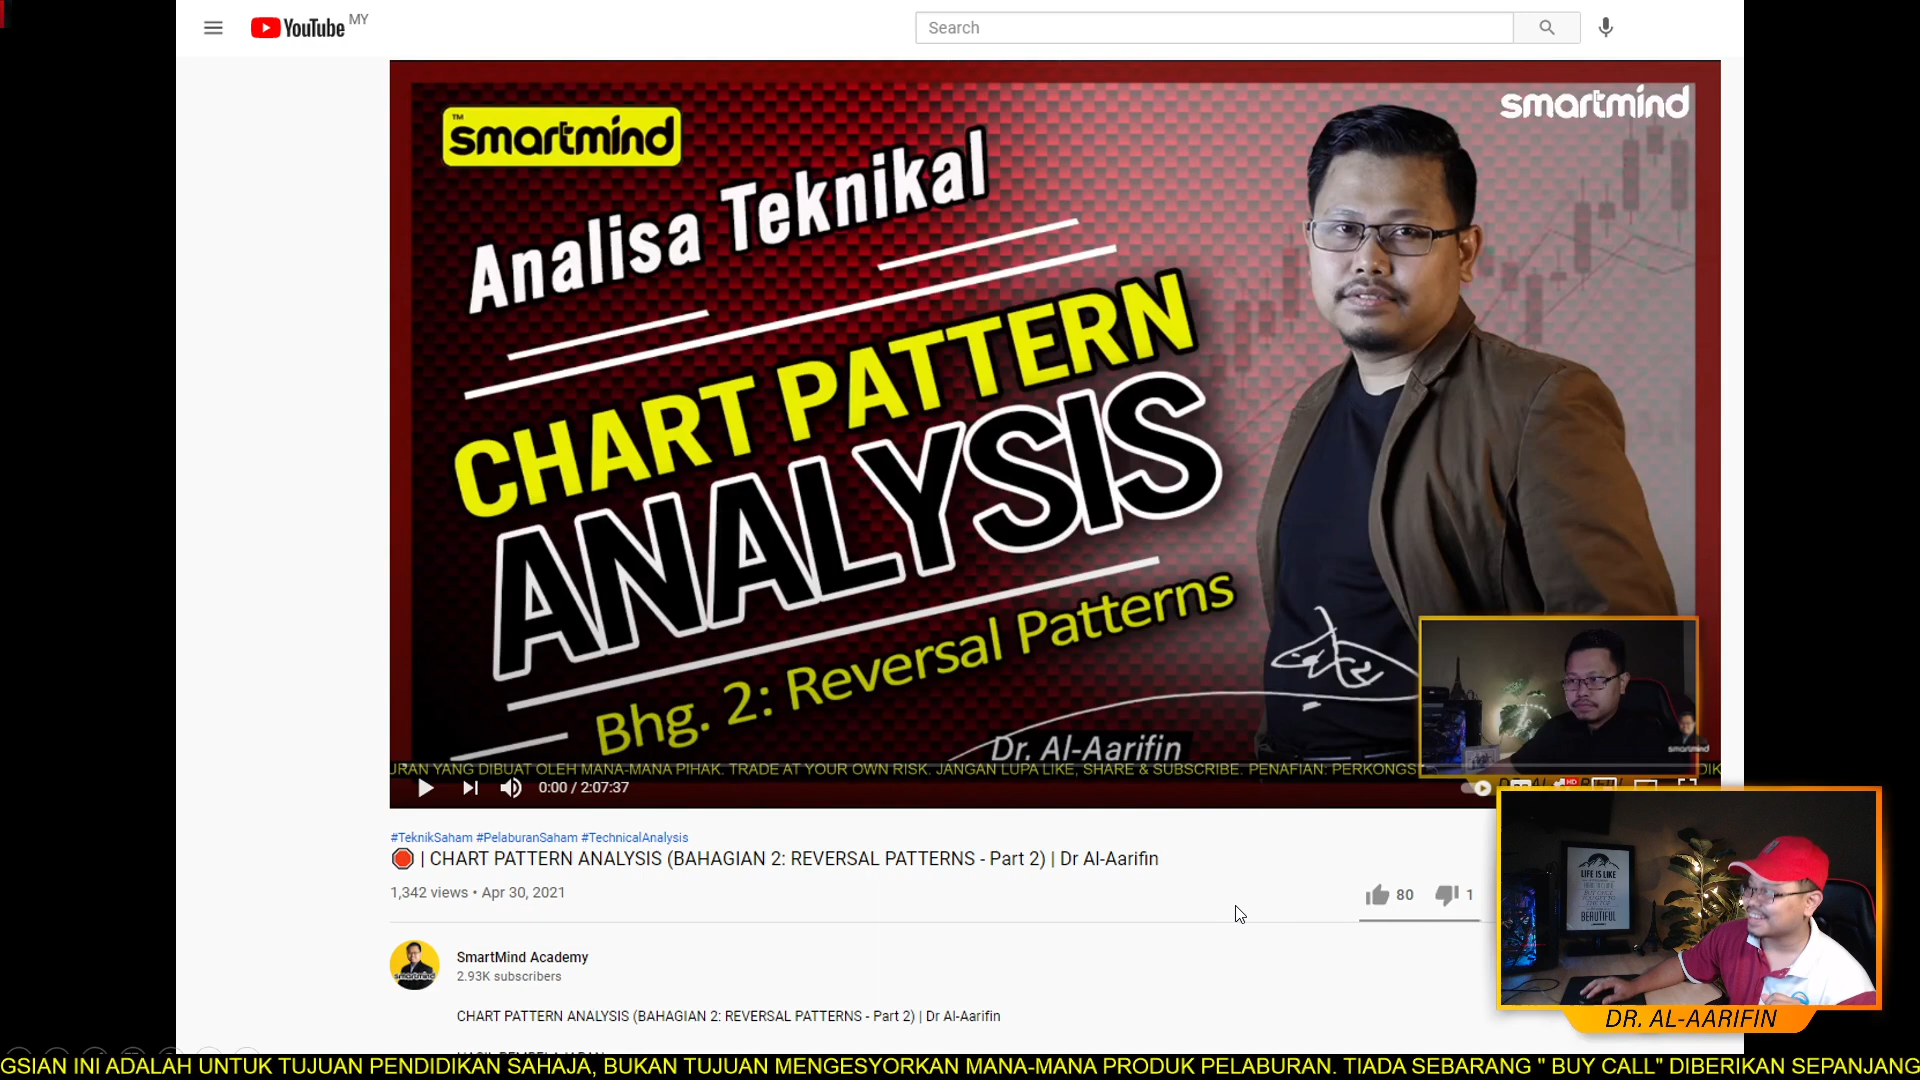 YouTube MY
Search
™
smartmind
smartmind
Analisa Teknikal
CHART PATTERN
ANALYSIS
Bhg. 2: Reversal Patterns
Dr. Al-Aarifin
smartmind
URAN YANG DIBUAT OLEH MANA-MANA PIHAK. TRADE AT YOUR OWN RISK. JANGAN LUPA LIKE, SHARE & SUBSCRIBE. PENAFIAN: PERKONGS
0:00 / 2:07:37
HD
#TeknikSaham #PelaburanSaham #TechnicalAnalysis
| CHART PATTERN ANALYSIS (BAHAGIAN 2: REVERSAL PATTERNS - Part 2) | Dr Al-Aarifin
1,342 views • Apr 30, 2021
80
1
SmartMind Academy
2.93K subscribers
CHART PATTERN ANALYSIS (BAHAGIAN 2: REVERSAL PATTERNS - Part 2) | Dr Al-Aarifin
LIFE IS LIKE
BEAUTIFUL
DR. AL-AARIFIN
GSIAN INI ADALAH UNTUK TUJUAN PENDIDIKAN SAHAJA, BUKAN TUJUAN MENGESYORKAN MANA-MANA PRODUK PELABURAN. TIADA SEBARANG " BUY CALL" DIBERIKAN SEPANJANG